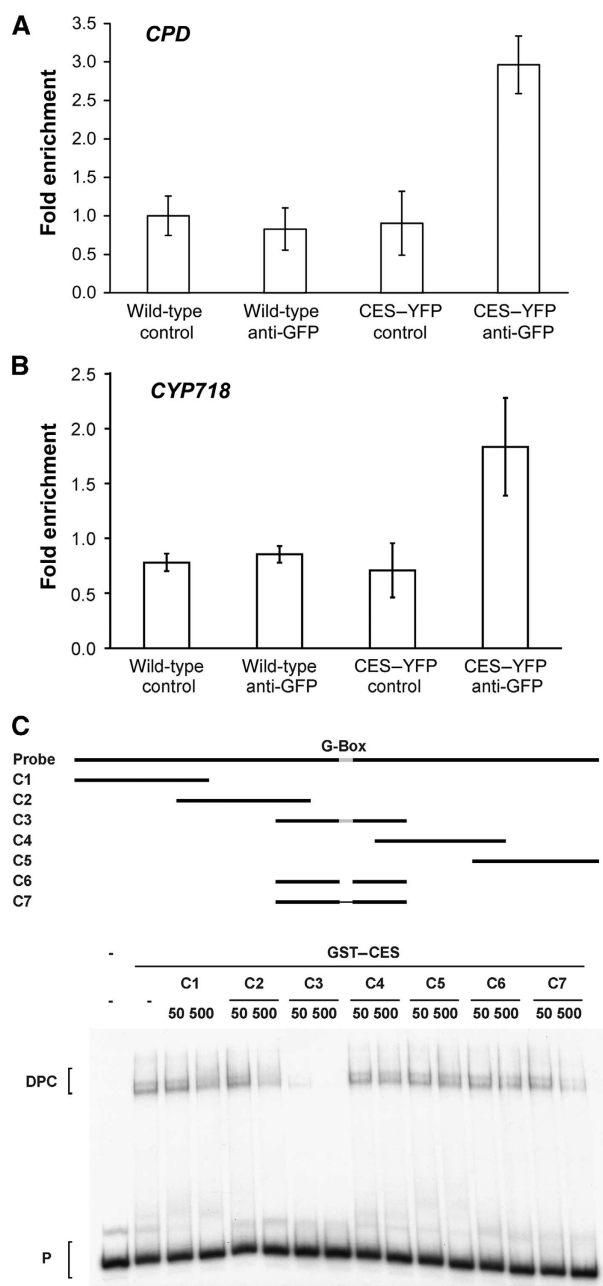 A
CPD
Fold enrichment
3.5
3.0
2.5
2.0
1.5
1.0
0.5
0.0
Wild-type control
Wild-type anti-GFP
CES–YFP control
CES–YFP anti-GFP
B
CYP718
Fold enrichment
2.5
2.0
1.5
1.0
0.5
0.0
Wild-type control
Wild-type anti-GFP
CES–YFP control
CES–YFP anti-GFP
C
G-Box
Probe
C1
C2
C3
C4
C5
C6
C7
- GST–CES
- - C1 C2 C3 C4 C5 C6 C7
50 500 50 500 50 500 50 500 50 500 50 500 50 500
DPC
P